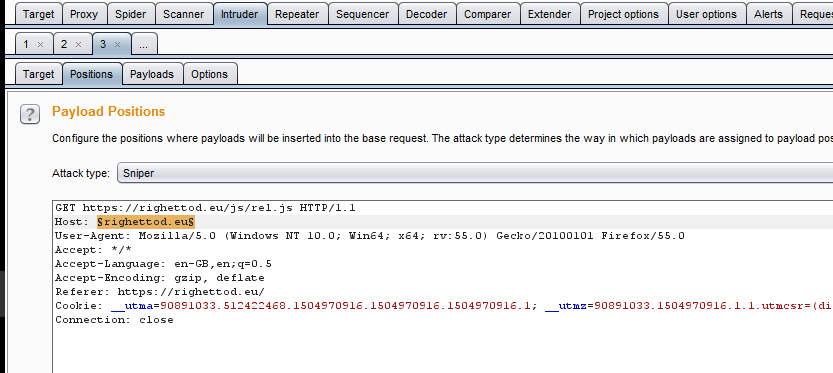 Target Proxy Spider Scanner Intruder Repeater Sequencer Decoder Comparer Extender Project options User options Alerts Reques
1 × 2 × 3 × ...
Target Positions Payloads Options
? Payload Positions
Configure the positions where payloads will be inserted into the base request. The attack type determines the way in which payloads are assigned to payload pos
Attack type: Sniper
GET https://righettod.eu/js/rel.js HTTP/1.1
Host: §righettod.eu§
User-Agent: Mozilla/5.0 (Windows NT 10.0; Win64; x64; rv:55.0) Gecko/20100101 Firefox/55.0
Accept: */*
Accept-Language: en-GB,en;q=0.5
Accept-Encoding: gzip, deflate
Referer: https://righettod.eu/
Cookie: __utma=90891033.512422468.1504970916.1504970916.1504970916.1; __utmz=90891033.1504970916.1.1.utmcsr=(di
Connection: close